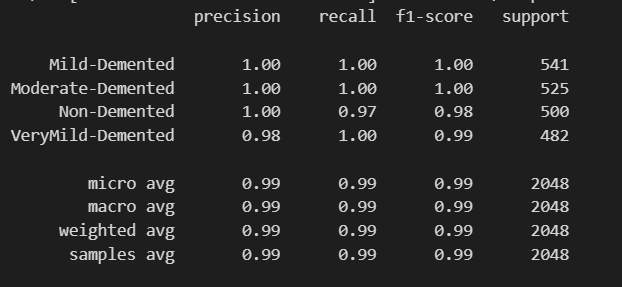 precision recall f1-score support
Mild-Demented 1.00 1.00 1.00 541
Moderate-Demented 1.00 1.00 1.00 525
Non-Demented 1.00 0.97 0.98 500
VeryMild-Demented 0.98 1.00 0.99 482
micro avg 0.99 0.99 0.99 2048
macro avg 0.99 0.99 0.99 2048
weighted avg 0.99 0.99 0.99 2048
samples avg 0.99 0.99 0.99 2048